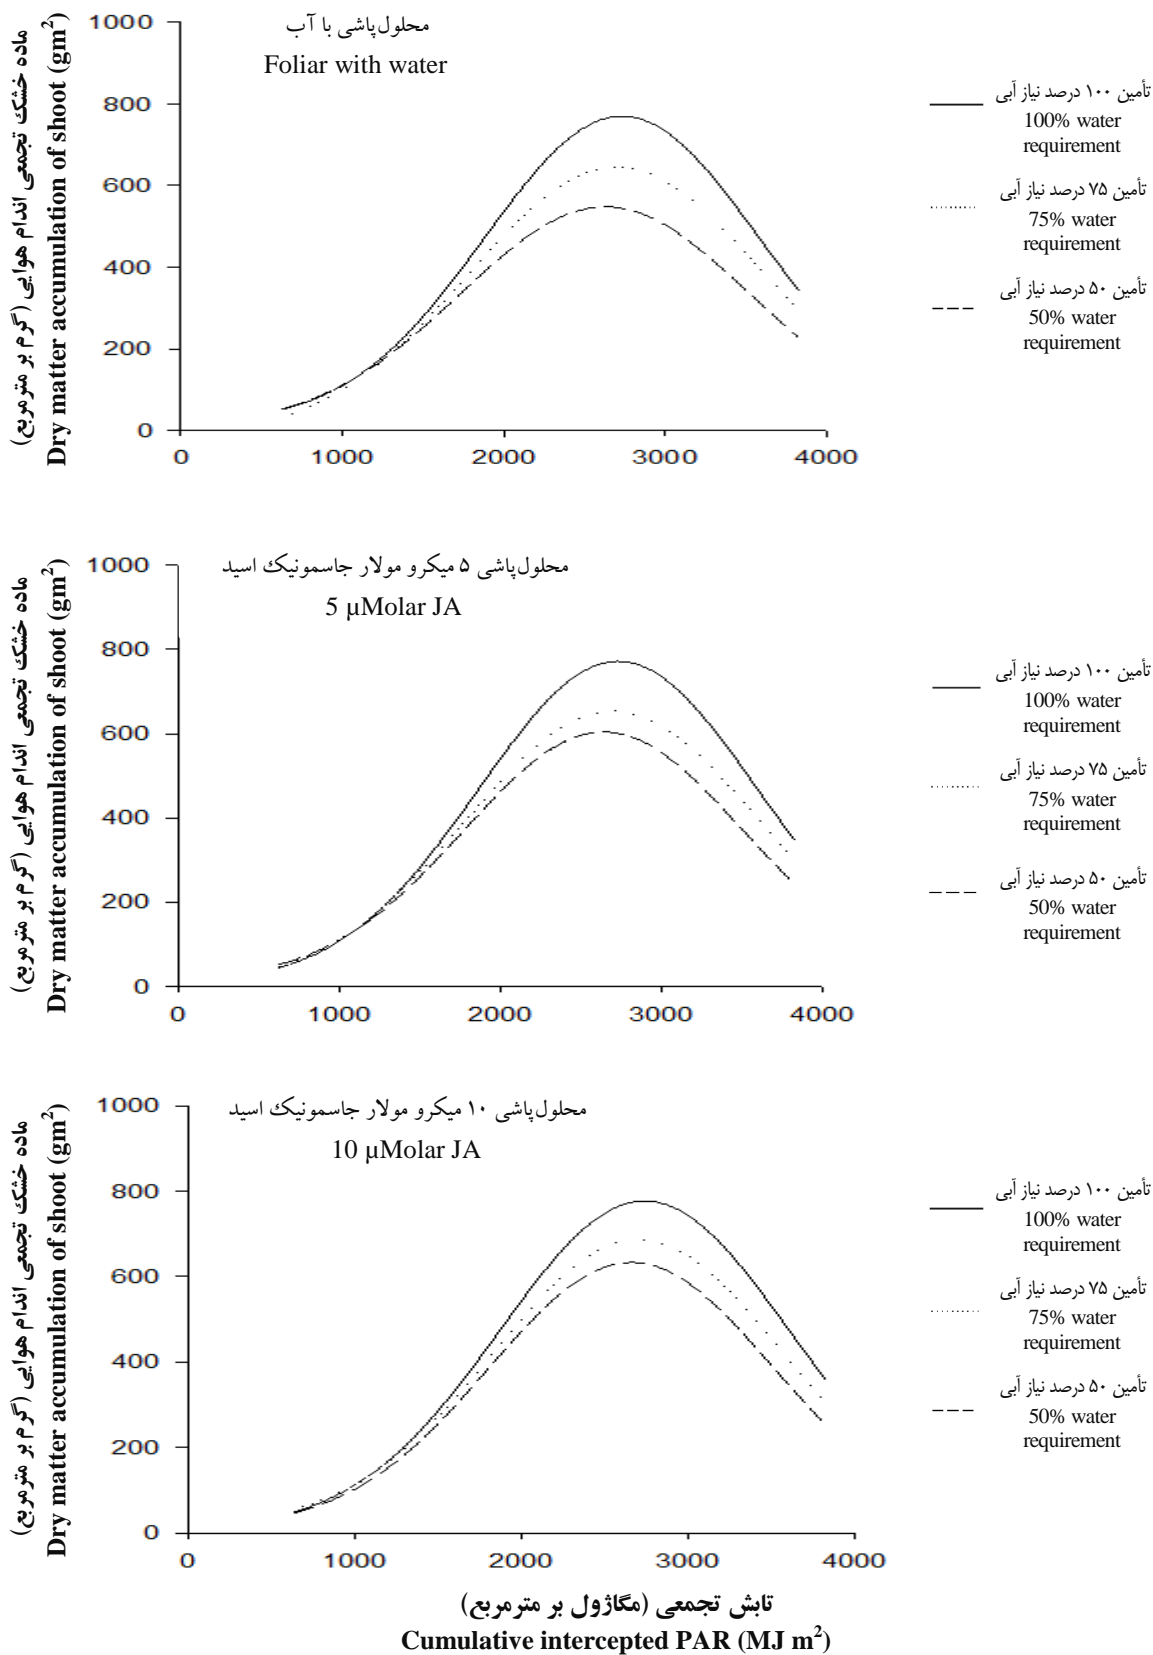 ماده خشک تجمعی اندام هوایی (گرم بر مترمربع)
Dry matter accumulation of shoot (gm²)
محلول‌پاشی با آب
Foliar with water
1000
800
600
400
200
0
0 1000 2000 3000 4000
تأمین ۱۰۰ درصد نیاز آبی
100% water
requirement
تأمین ۷۵ درصد نیاز آبی
75% water
requirement
تأمین ۵۰ درصد نیاز آبی
50% water
requirement
ماده خشک تجمعی اندام هوایی (گرم بر مترمربع)
Dry matter accumulation of shoot (gm²)
محلول‌پاشی ۵ میکرو مولار جاسمونیک اسید
5 µMolar JA
1000
800
600
400
200
0
0 1000 2000 3000 4000
تأمین ۱۰۰ درصد نیاز آبی
100% water
requirement
تأمین ۷۵ درصد نیاز آبی
75% water
requirement
تأمین ۵۰ درصد نیاز آبی
50% water
requirement
ماده خشک تجمعی اندام هوایی (گرم بر مترمربع)
Dry matter accumulation of shoot (gm²)
محلول‌پاشی ۱۰ میکرو مولار جاسمونیک اسید
10 µMolar JA
1000
800
600
400
200
0
0 1000 2000 3000 4000
تأمین ۱۰۰ درصد نیاز آبی
100% water
requirement
تأمین ۷۵ درصد نیاز آبی
75% water
requirement
تأمین ۵۰ درصد نیاز آبی
50% water
requirement
تابش تجمعی (مگاژول بر مترمربع)
Cumulative intercepted PAR (MJ m²)